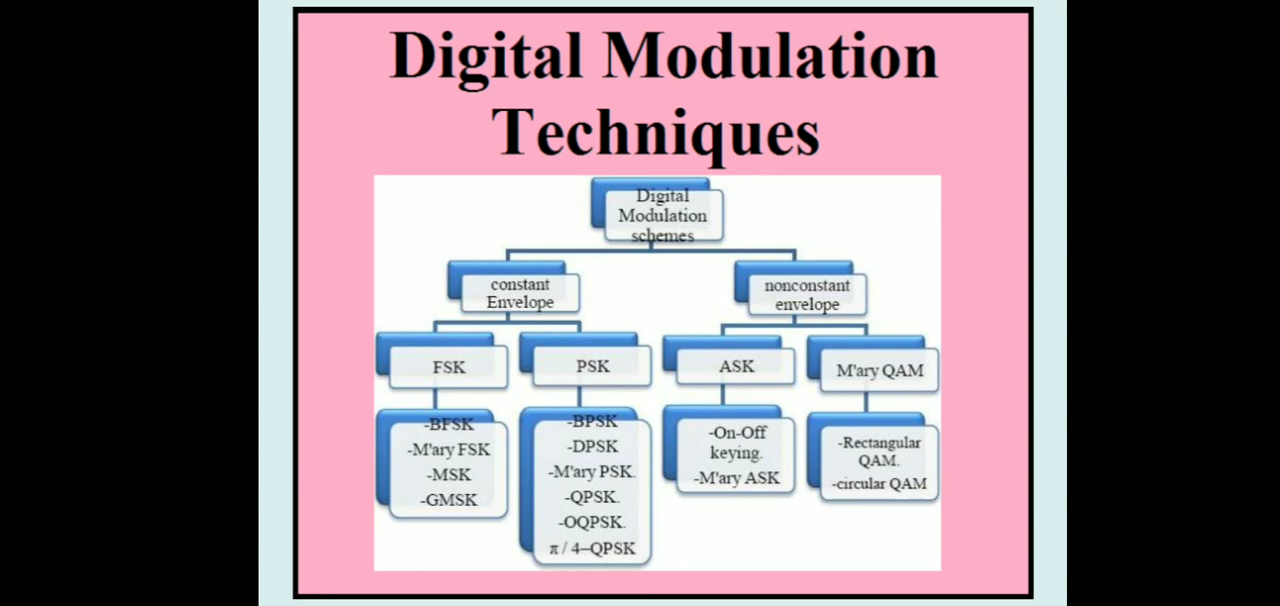 Digital Modulation
Techniques
Digital
Modulation
schemes
constant
Envelope
nonconstant
envelope
FSK
PSK
ASK
M'ary QAM
-BFSK
-M'ary FSK
-MSK
-GMSK
-BPSK
-DPSK
-M'ary PSK.
-QPSK.
-OQPSK.
π / 4–QPSK
-On-Off
keying.
-M'ary ASK
-Rectangular
QAM.
-circular QAM